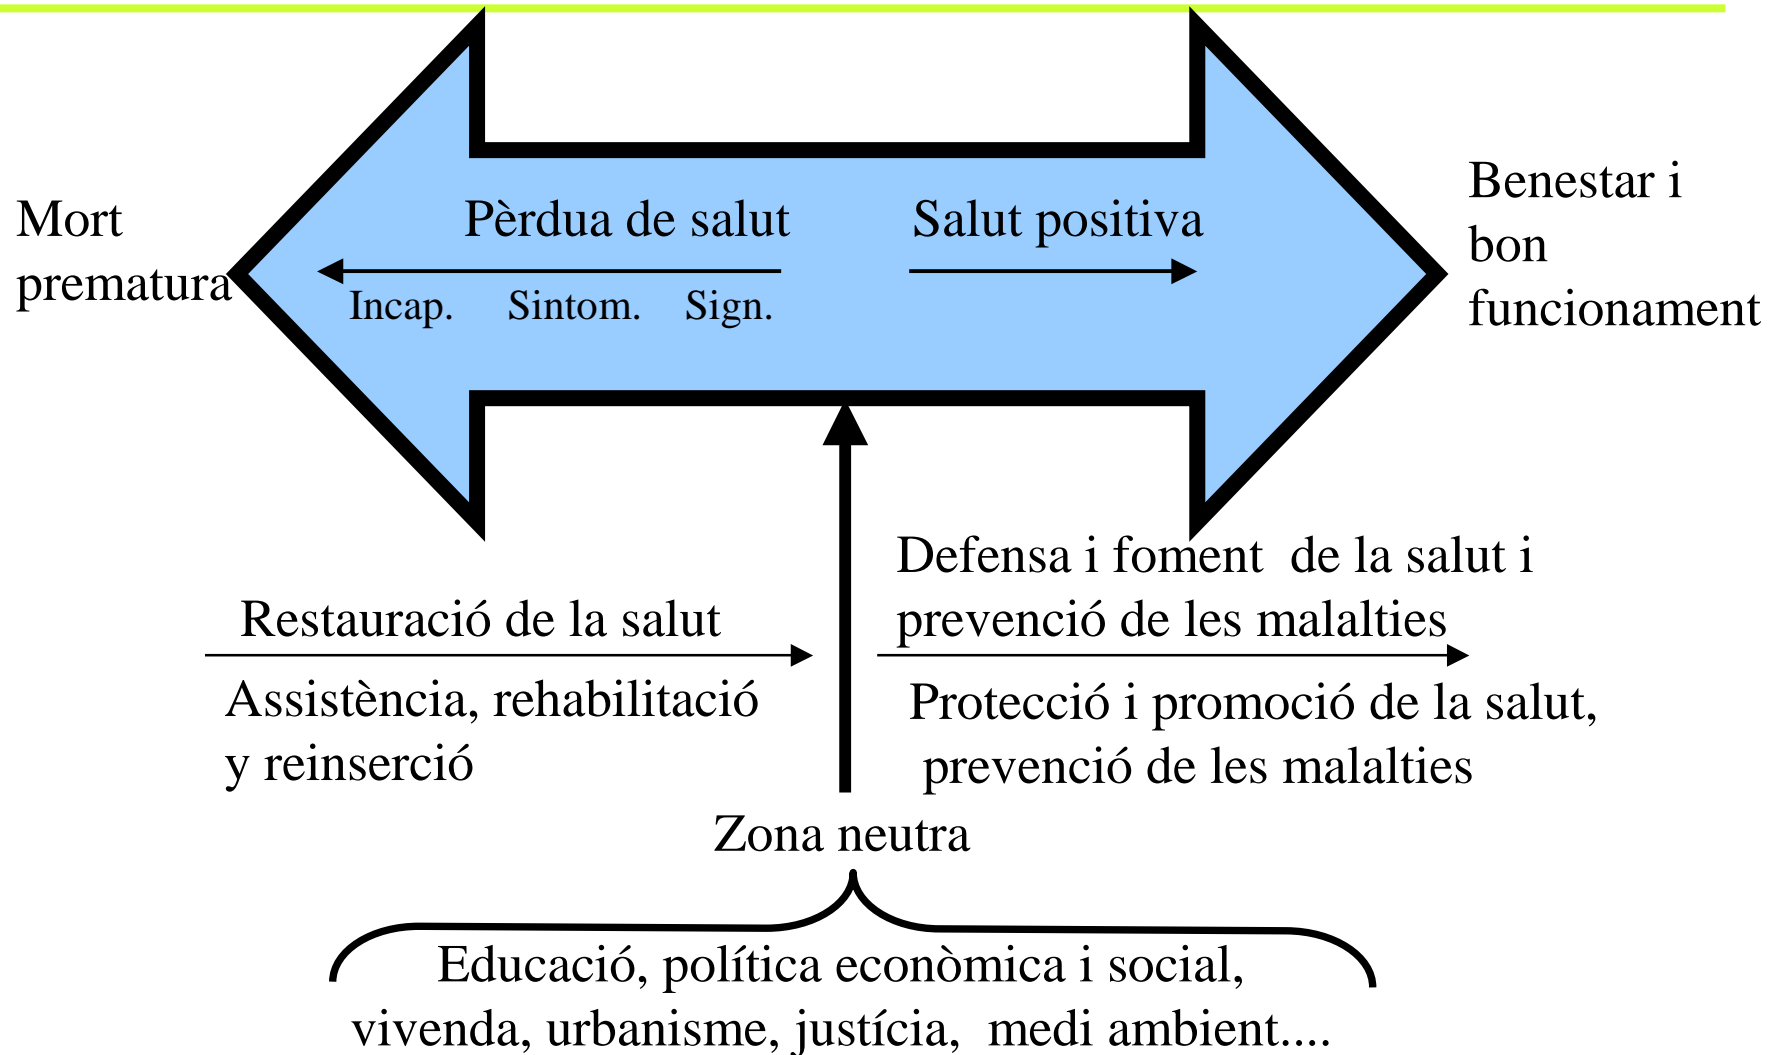 Mort
prematura
Pèrdua de salut
Incap. Sintom. Sign.
Salut positiva
Benestar i
bon
funcionament
Restauració de la salut
Assistència, rehabilitació
y reinserció
Defensa i foment de la salut i
prevenció de les malalties
Protecció i promoció de la salut,
prevenció de les malalties
Zona neutra
Educació, política econòmica i social,
vivenda, urbanisme, justícia, medi ambient....